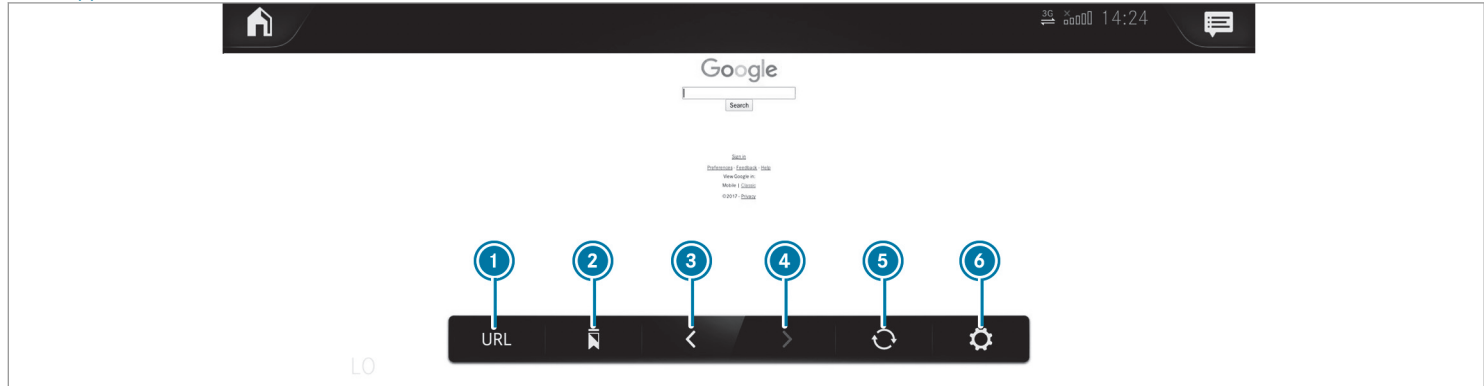 3G 14:24
Google
Search
Sign in
Preferences - Feedback - Help
View Google in:
Mobile | Classic
©2017 - Privacy
1 2 3 4 5 6
URL
LO